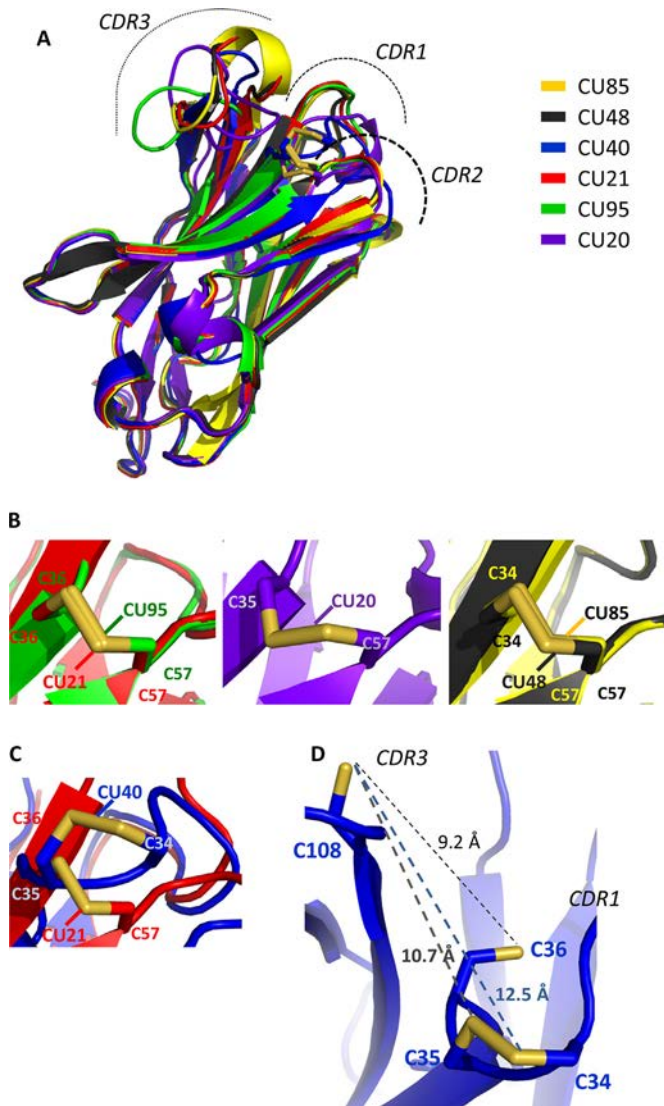 A
CDR3
CDR1
CDR2
CU85
CU48
CU40
CU21
CU95
CU20
B
C36
CU95
C36
CU21
C57
C57
C35
CU20
C57
C34
CU85
C34
CU48
C57
C57
C
C36
CU40
C34
C35
CU21
C57
D
CDR3
C108
9.2 Å
CDR1
C36
10.7 Å
12.5 Å
C35
C34